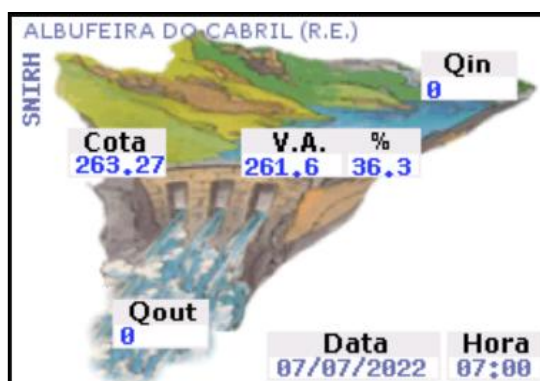 ALBUFEIRA DO CABRIL (R.E.)
SNIRH
Qin
0
Cota
263.27
V.A. %
261.6 36.3
Qout
0
Data Hora
07/07/2022 07:00